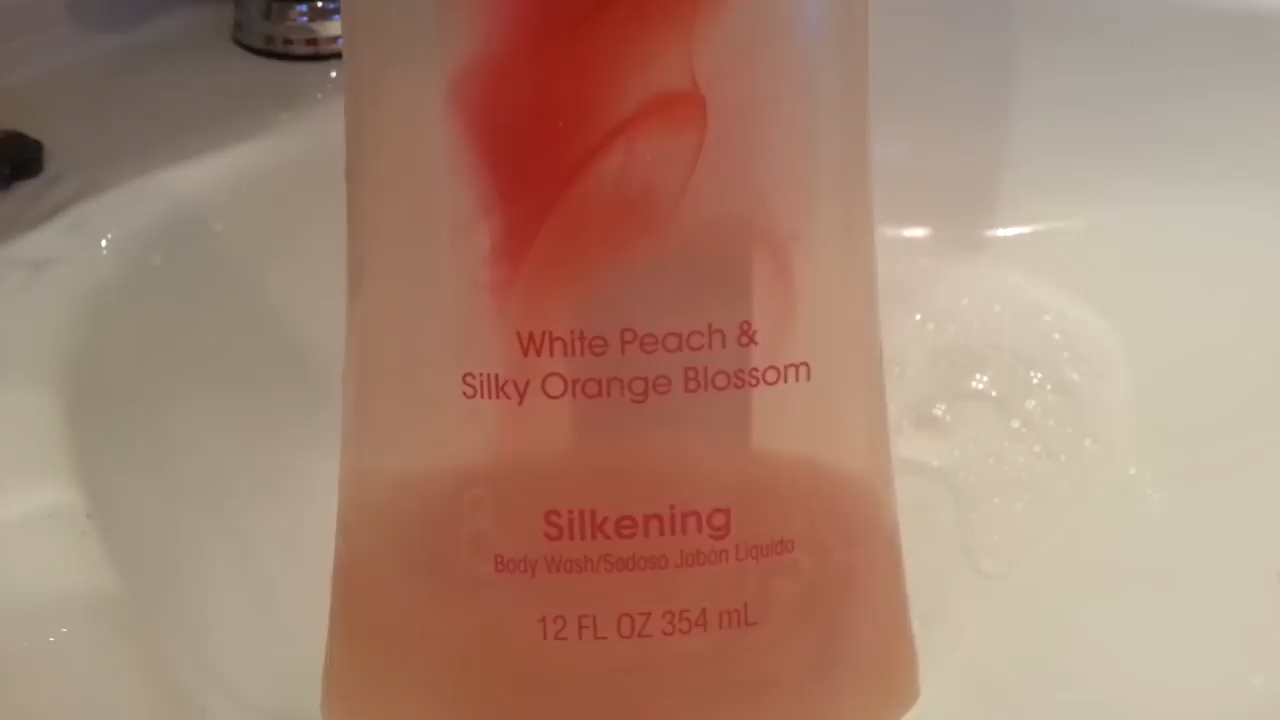 White Peach &
Silky Orange Blossom
Silkening
Body Wash/Sedoso Jabón Líquido
12 FL OZ 354 mL